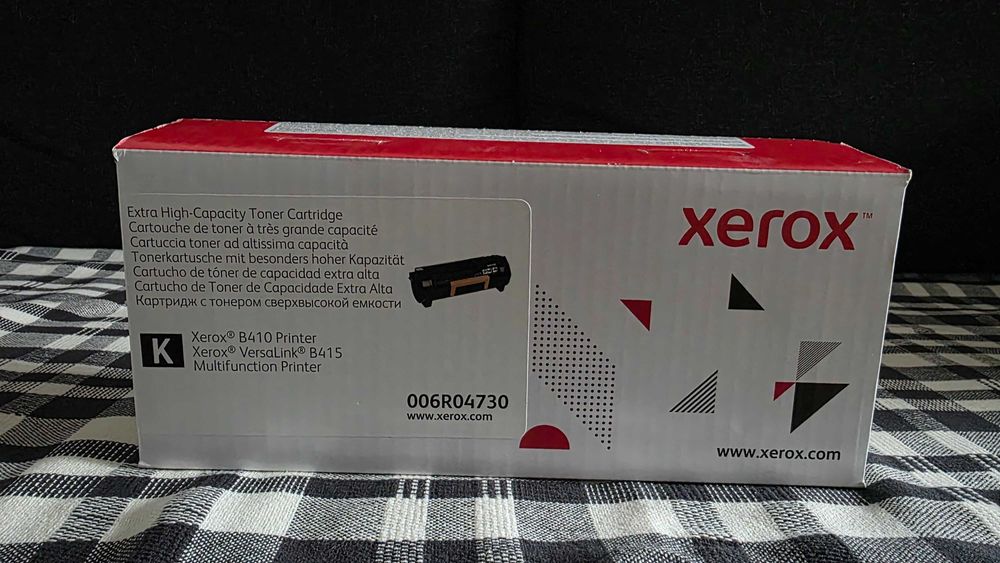 Extra High-Capacity Toner Cartridge
Cartouche de toner à très grande capacité
Cartuccia toner ad altissima capacità
Tonerkartusche mit besonders hoher Kapazität
Cartucho de tóner de capacidad extra alta
Cartucho de Toner de Capacidade Extra Alta
Картридж с тонером сверхвысокой емкости
K
Xerox® B410 Printer
Xerox® VersaLink® B415
Multifunction Printer
006R04730
www.xerox.com
xerox™
www.xerox.com